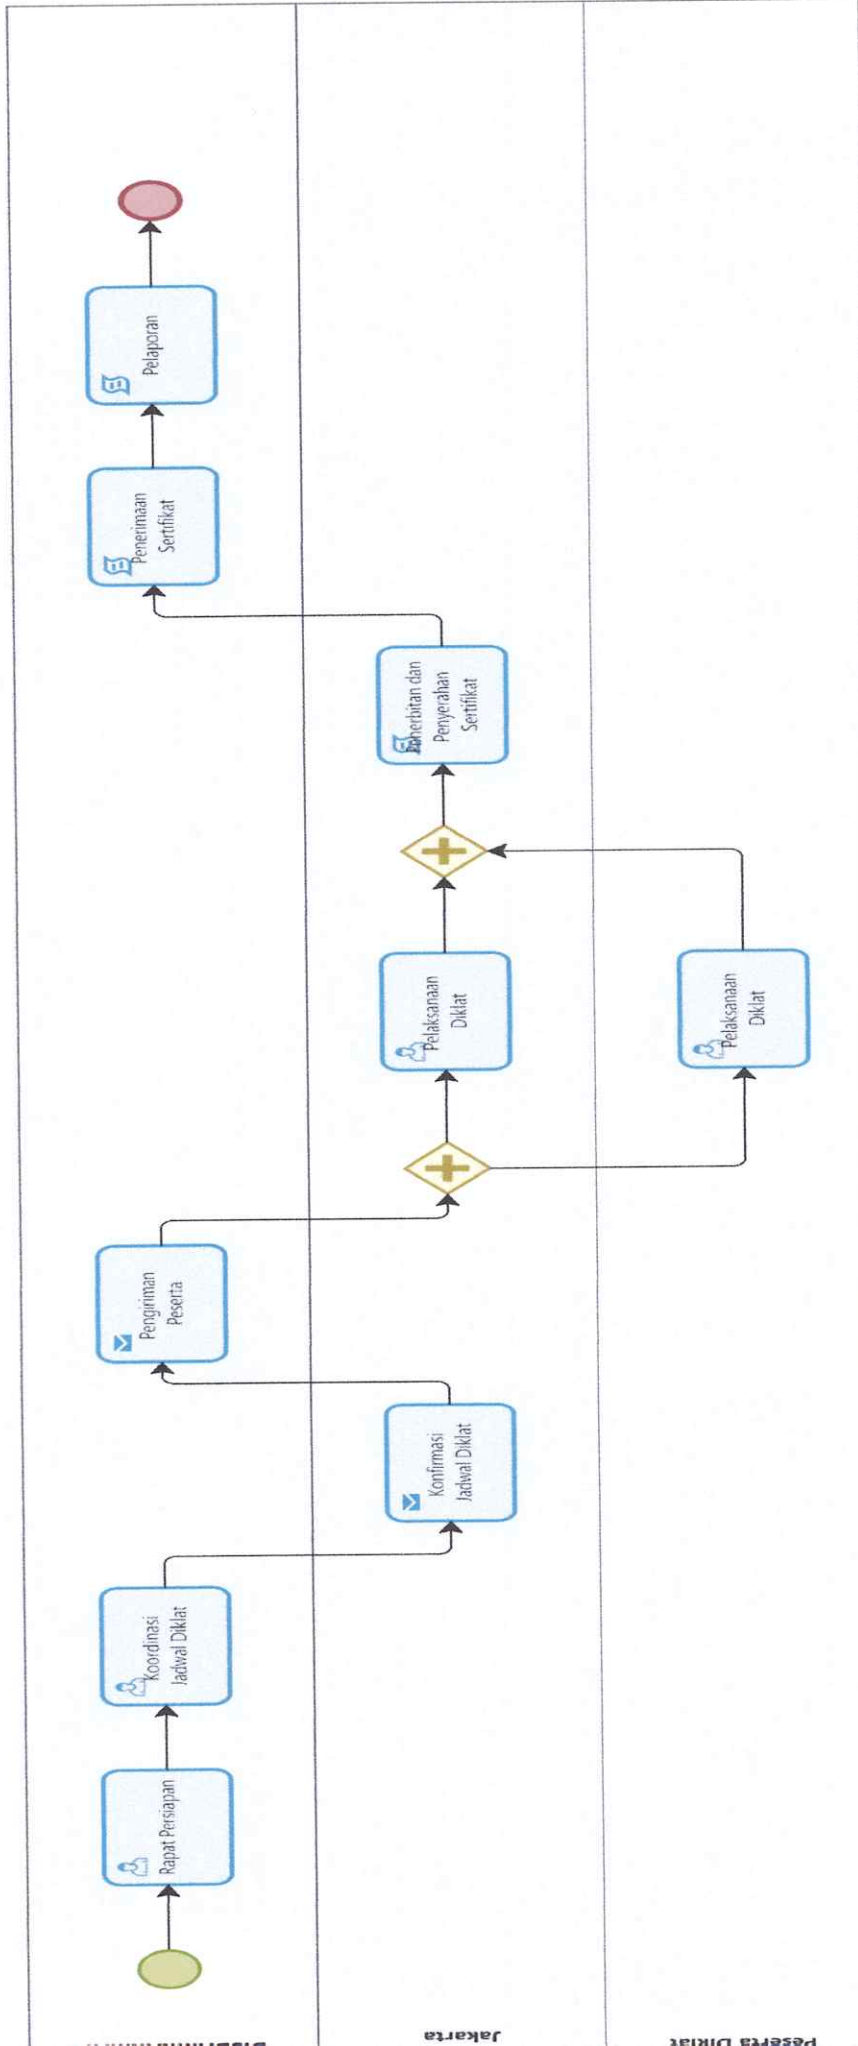 Rapat Persiapan
Koordinasi
Jadwal Diklat
Konfirmasi
Jadwal Diklat
Pengiriman
Peserta
Pelaksanaan
Diklat
Pelaksanaan
Diklat
Penerbitan dan
Penyerahan
Sertifikat
Penerimaan
Sertifikat
Pelaporan
Jakarta
Peserta Diklat